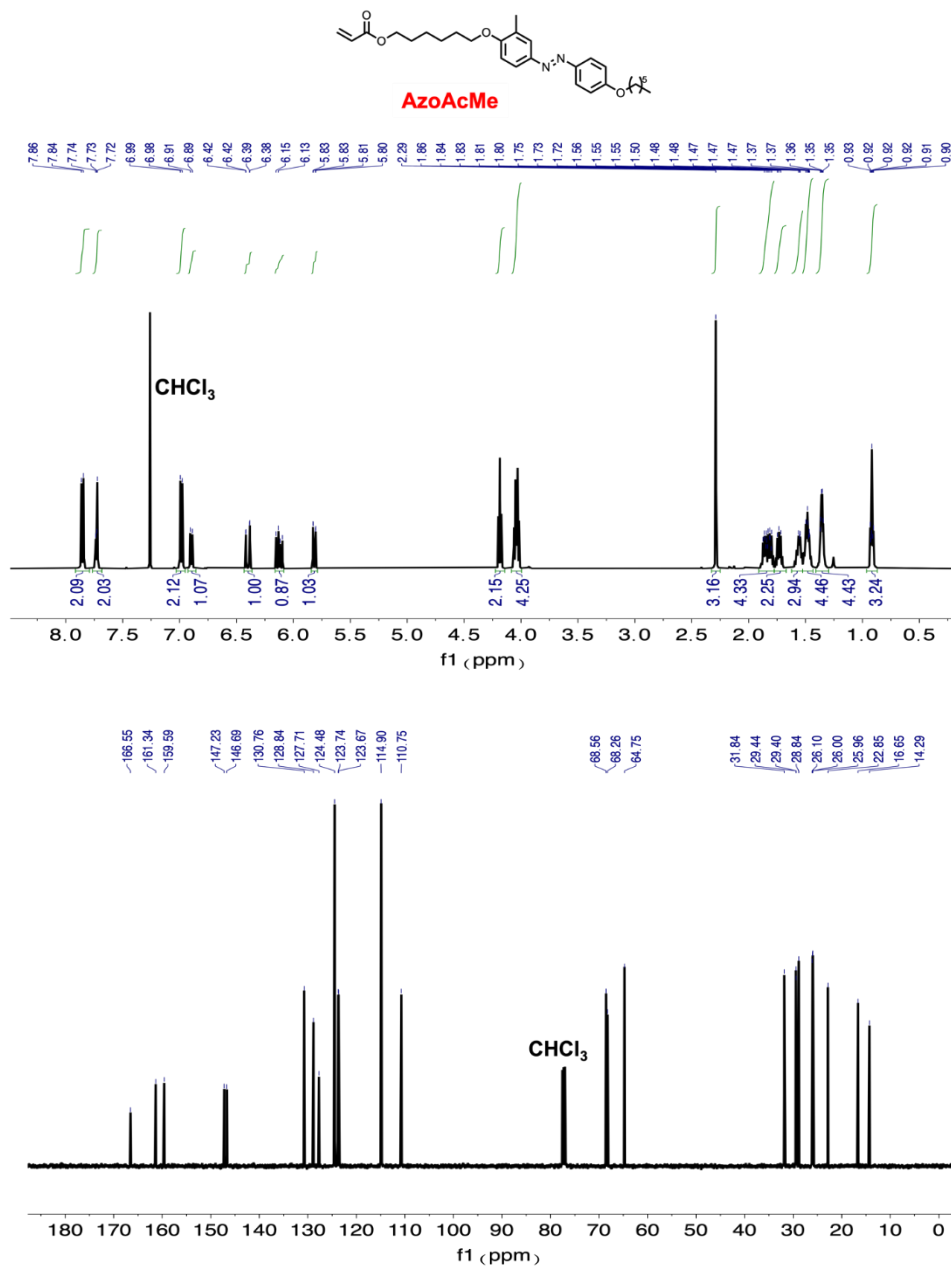 O
O
O
N
N
O
5
AzoAcMe
7.86 7.84 7.74 7.73 7.72 6.99 6.98 6.91 6.89 6.42 6.42 6.39 6.38 6.15 6.13 5.83 5.83 5.81 5.80 2.29 1.86 1.84 1.83 1.81 1.80 1.75 1.73 1.72 1.56 1.55 1.55 1.50 1.48 1.48 1.47 1.47 1.37 1.37 1.36 1.35 1.35 0.93 0.92 0.92 0.92 0.91 0.90
CHCl3
2.09 2.03 2.12 1.07 1.00 0.87 1.03 2.15 4.25 3.16 4.33 2.25 2.94 4.46 4.43 3.24
8.0 7.5 7.0 6.5 6.0 5.5 5.0 4.5 4.0 3.5 3.0 2.5 2.0 1.5 1.0 0.5
f1 (ppm)
166.55 161.34 159.59 147.23 146.69 130.76 128.84 127.71 124.48 123.74 123.67 114.90 110.75 68.56 68.26 64.75 31.84 29.44 29.40 28.84 26.10 26.00 25.96 22.85 16.65 14.29
CHCl3
180 170 160 150 140 130 120 110 100 90 80 70 60 50 40 30 20 10 0
f1 (ppm)